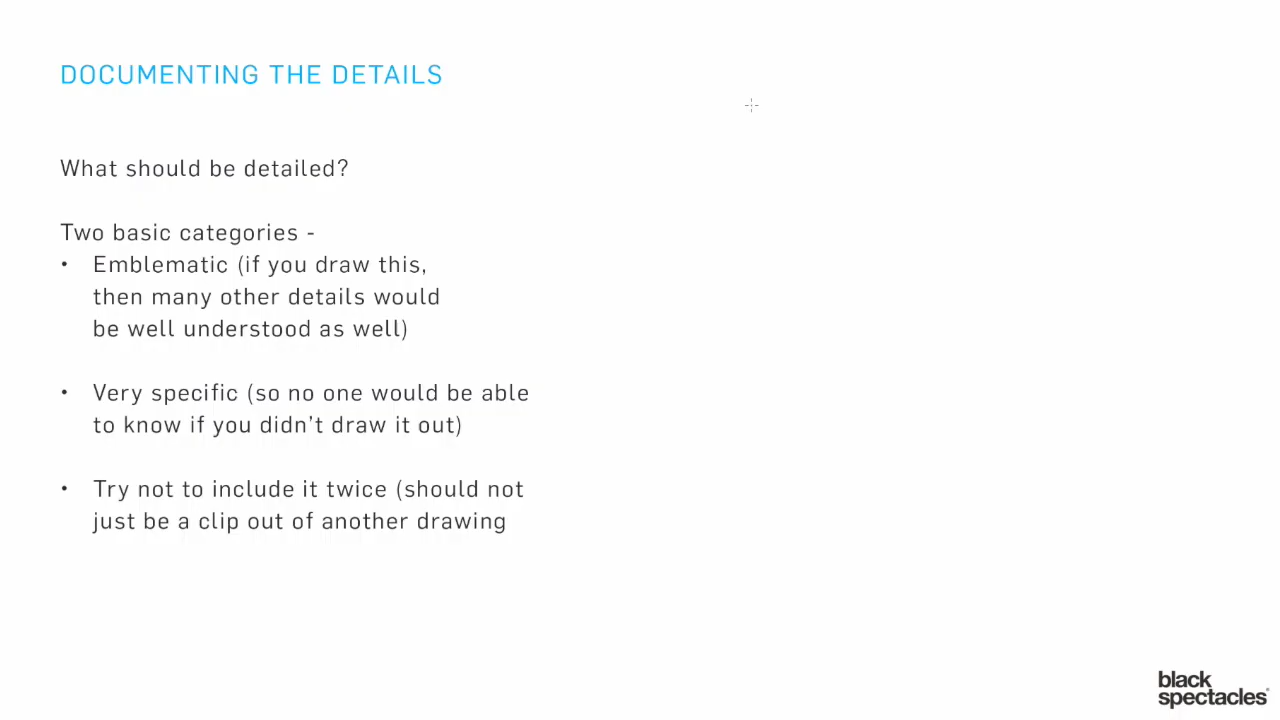 DOCUMENTING THE DETAILS
What should be detailed?
Two basic categories -
• Emblematic (if you draw this,
then many other details would
be well understood as well)
• Very specific (so no one would be able
to know if you didn't draw it out)
• Try not to include it twice (should not
just be a clip out of another drawing
black
spectacles®